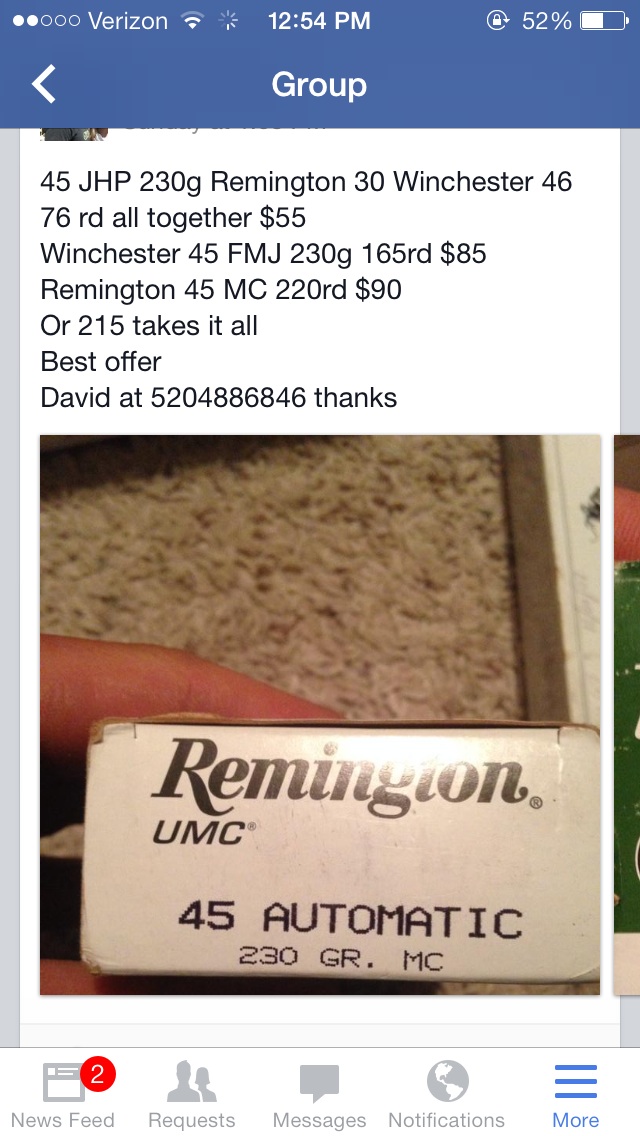 Verizon 12:54 PM 52%
Group
45 JHP 230g Remington 30 Winchester 46
76 rd all together $55
Winchester 45 FMJ 230g 165rd $85
Remington 45 MC 220rd $90
Or 215 takes it all
Best offer
David at 5204886846 thanks
Remington®
UMC®
45 AUTOMATIC
230 GR. MC
2
News Feed Requests Messages Notifications More